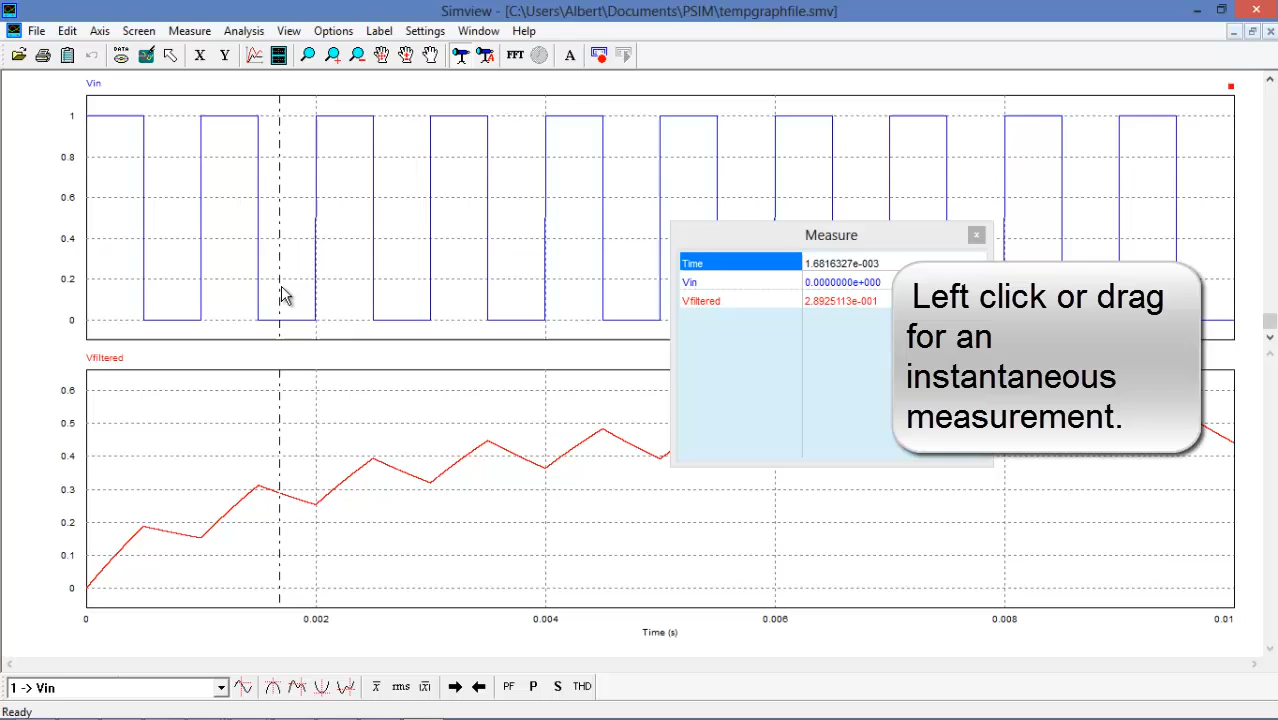 Simview - [C:\Users\Albert\Documents\PSIM\tempgraphfile.smv]
File Edit Axis Screen Measure Analysis View Options Label Settings Window Help
DATA X Y FFT A
Vin
1
0.8
0.6
0.4
0.2
0
Measure
Time 1.6816327e-003
Vin 0.0000000e+000
Vfiltered 2.8925113e-001
Left click or drag
for an
instantaneous
measurement.
Vfiltered
0.6
0.5
0.4
0.3
0.2
0.1
0
0 0.002 0.004 0.006 0.008 0.01
Time (s)
1 -> Vin x rms |x| PF P S THD
Ready